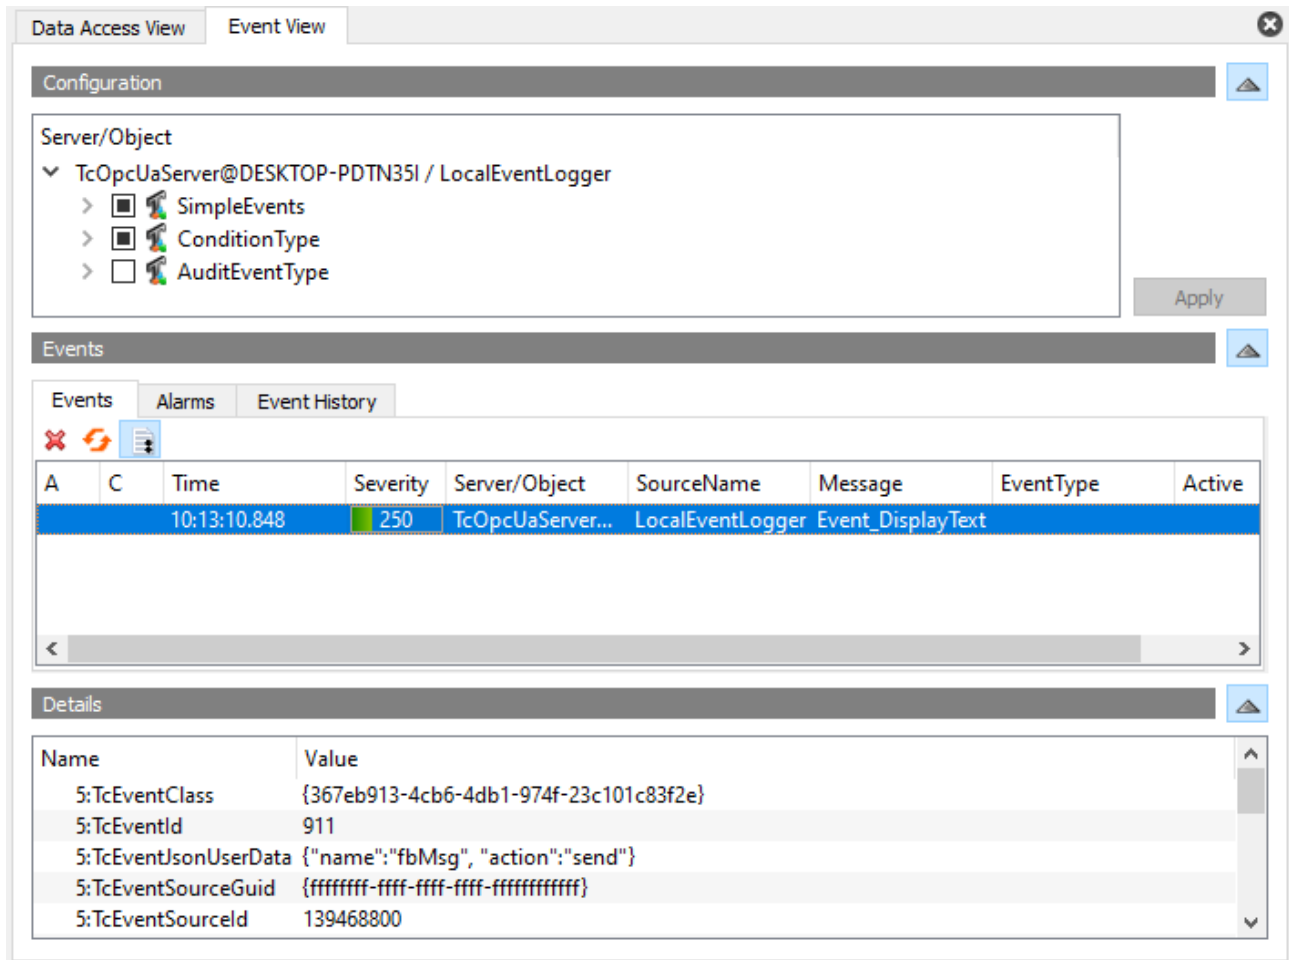 Data Access View Event View
Configuration
Server/Object
TcOpcUaServer@DESKTOP-PDTN35I / LocalEventLogger
SimpleEvents
ConditionType
AuditEventType
Apply
Events
Events Alarms Event History
A C Time Severity Server/Object SourceName Message EventType Active
10:13:10.848 250 TcOpcUaServer... LocalEventLogger Event_DisplayText
Details
Name Value
5:TcEventClass {367eb913-4cb6-4db1-974f-23c101c83f2e}
5:TcEventId 911
5:TcEventJsonUserData {"name":"fbMsg", "action":"send"}
5:TcEventSourceGuid {ffffffff-ffff-ffff-ffff-ffffffffffff}
5:TcEventSourceId 139468800